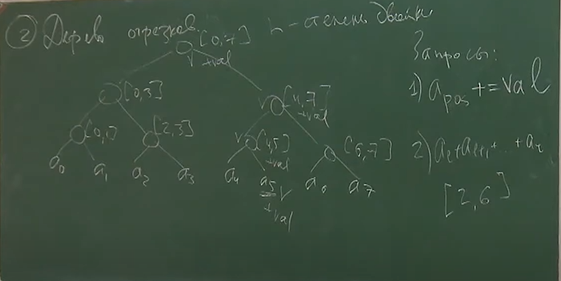 ② Дерево отрезков n - степень двойки
[0,7]
v +val
Запросы:
[0,3]
v [4,7]
+val
1) a_pos += val
[0,1] [2,3] v [4,5] [6,7]
+val
2) a_l + a_{l+1} + ... + a_r
a_0 a_1 a_2 a_3 a_4 a_5 v a_6 a_7
+val
[2,6]